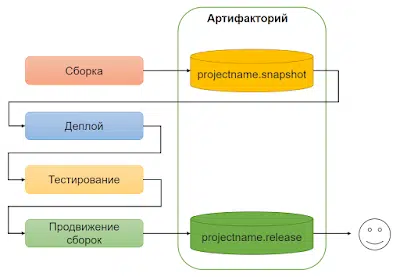 Артифакторий
Сборка
projectname.snapshot
Деплой
Тестирование
Продвижение
сборок
projectname.release